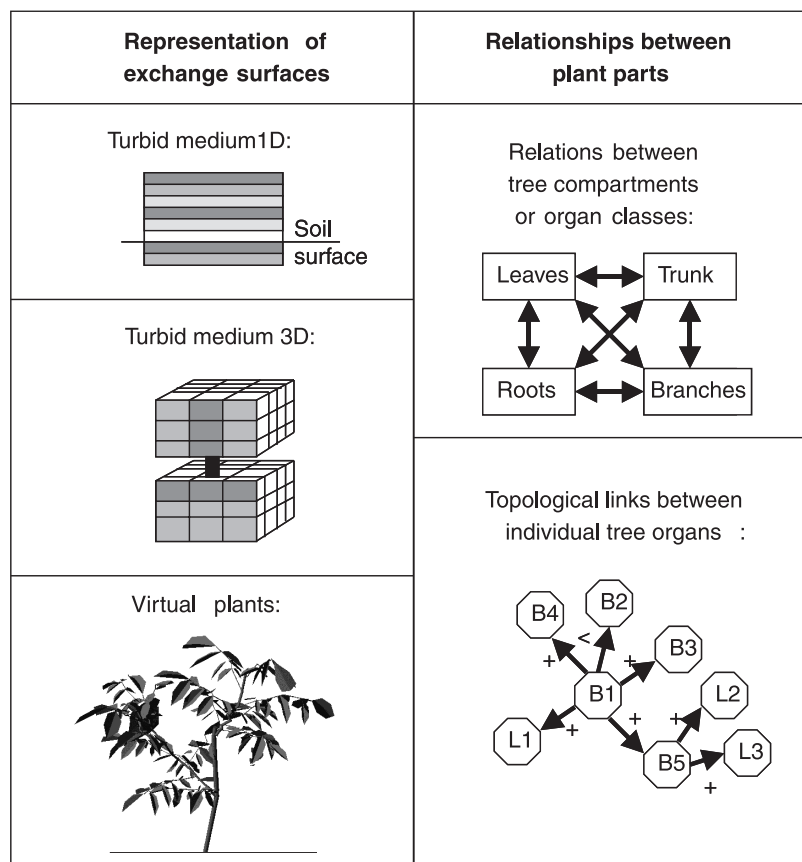 Representation of
exchange surfaces
Relationships between
plant parts
Turbid medium1D:
Soil
surface
Turbid medium 3D:
Virtual plants:
Relations between
tree compartments
or organ classes:
Leaves
Trunk
Roots
Branches
Topological links between
individual tree organs :
B4
B2
<
+
+
B3
B1
L1
+
+
+
L2
B5
L3
+